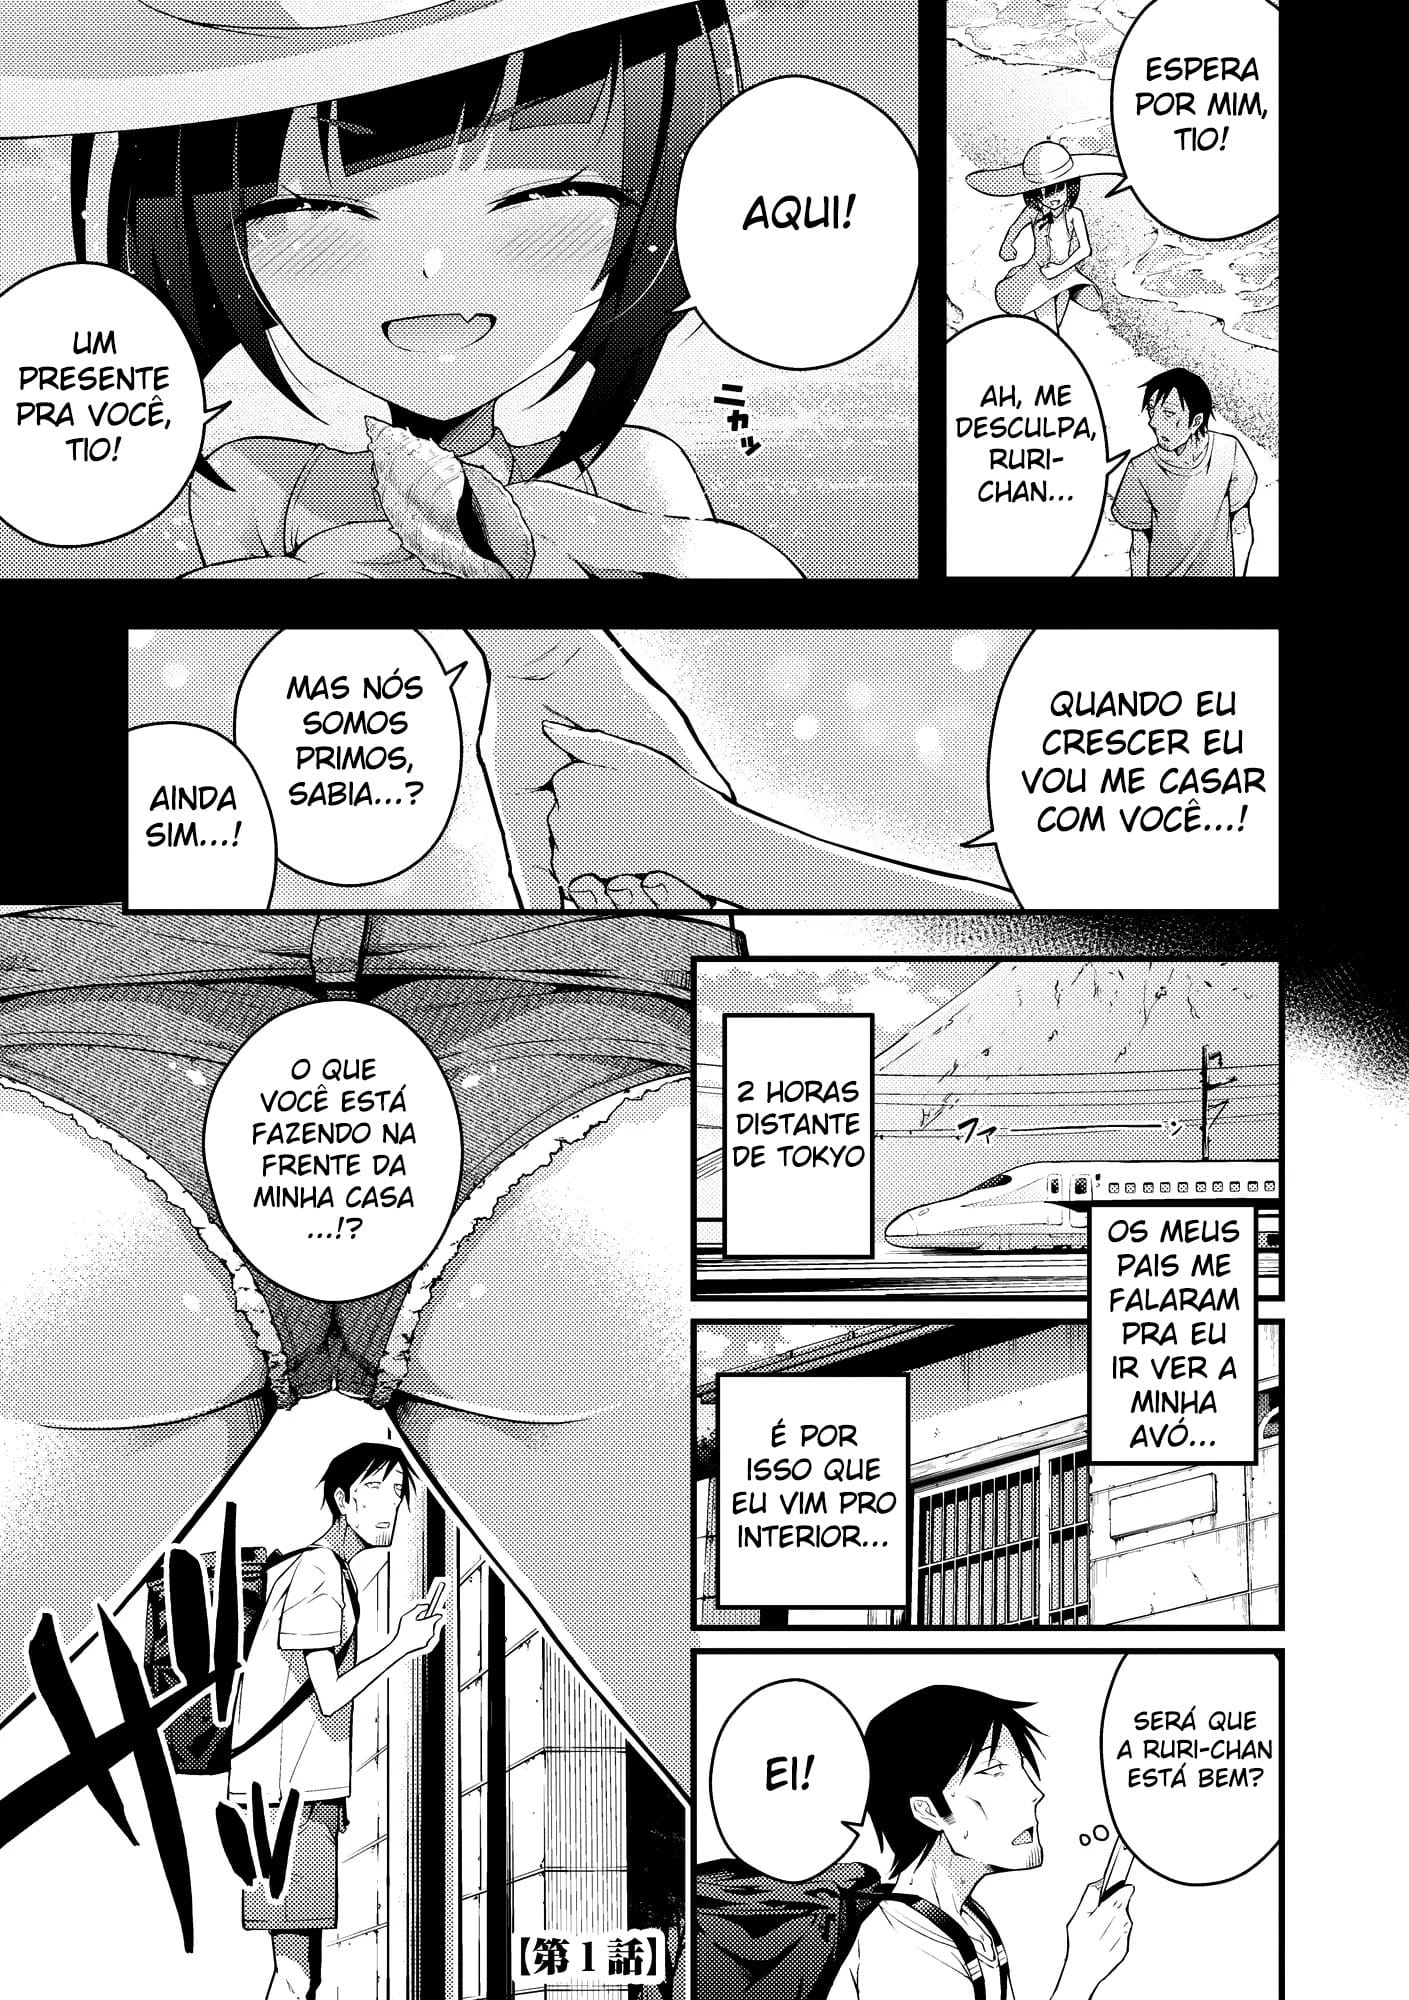 ESPERA
POR MIM,
TIO!
AH, ME
DESCULPA,
RURI-
CHAN...
AQUI!
ニカッ
UM
PRESENTE
PRA VOCÊ,
TIO!
QUANDO EU
CRESCER EU
VOU ME CASAR
COM VOCÊ...!
MAS NÓS
SOMOS
PRIMOS,
SABIA...?
AINDA
SIM...!
2 HORAS
DISTANTE
DE TOKYO
ファーン
OS MEUS
PAIS ME
FALARAM
PRA EU
IR VER A
MINHA
AVÓ...
É POR
ISSO QUE
EU VIM PRO
INTERIOR...
SERÁ QUE
A RURI-CHAN
ESTÁ BEM?
EI!
O QUE
VOCÊ ESTÁ
FAZENDO NA
FRENTE DA
MINHA CASA
...!?
【第1話】